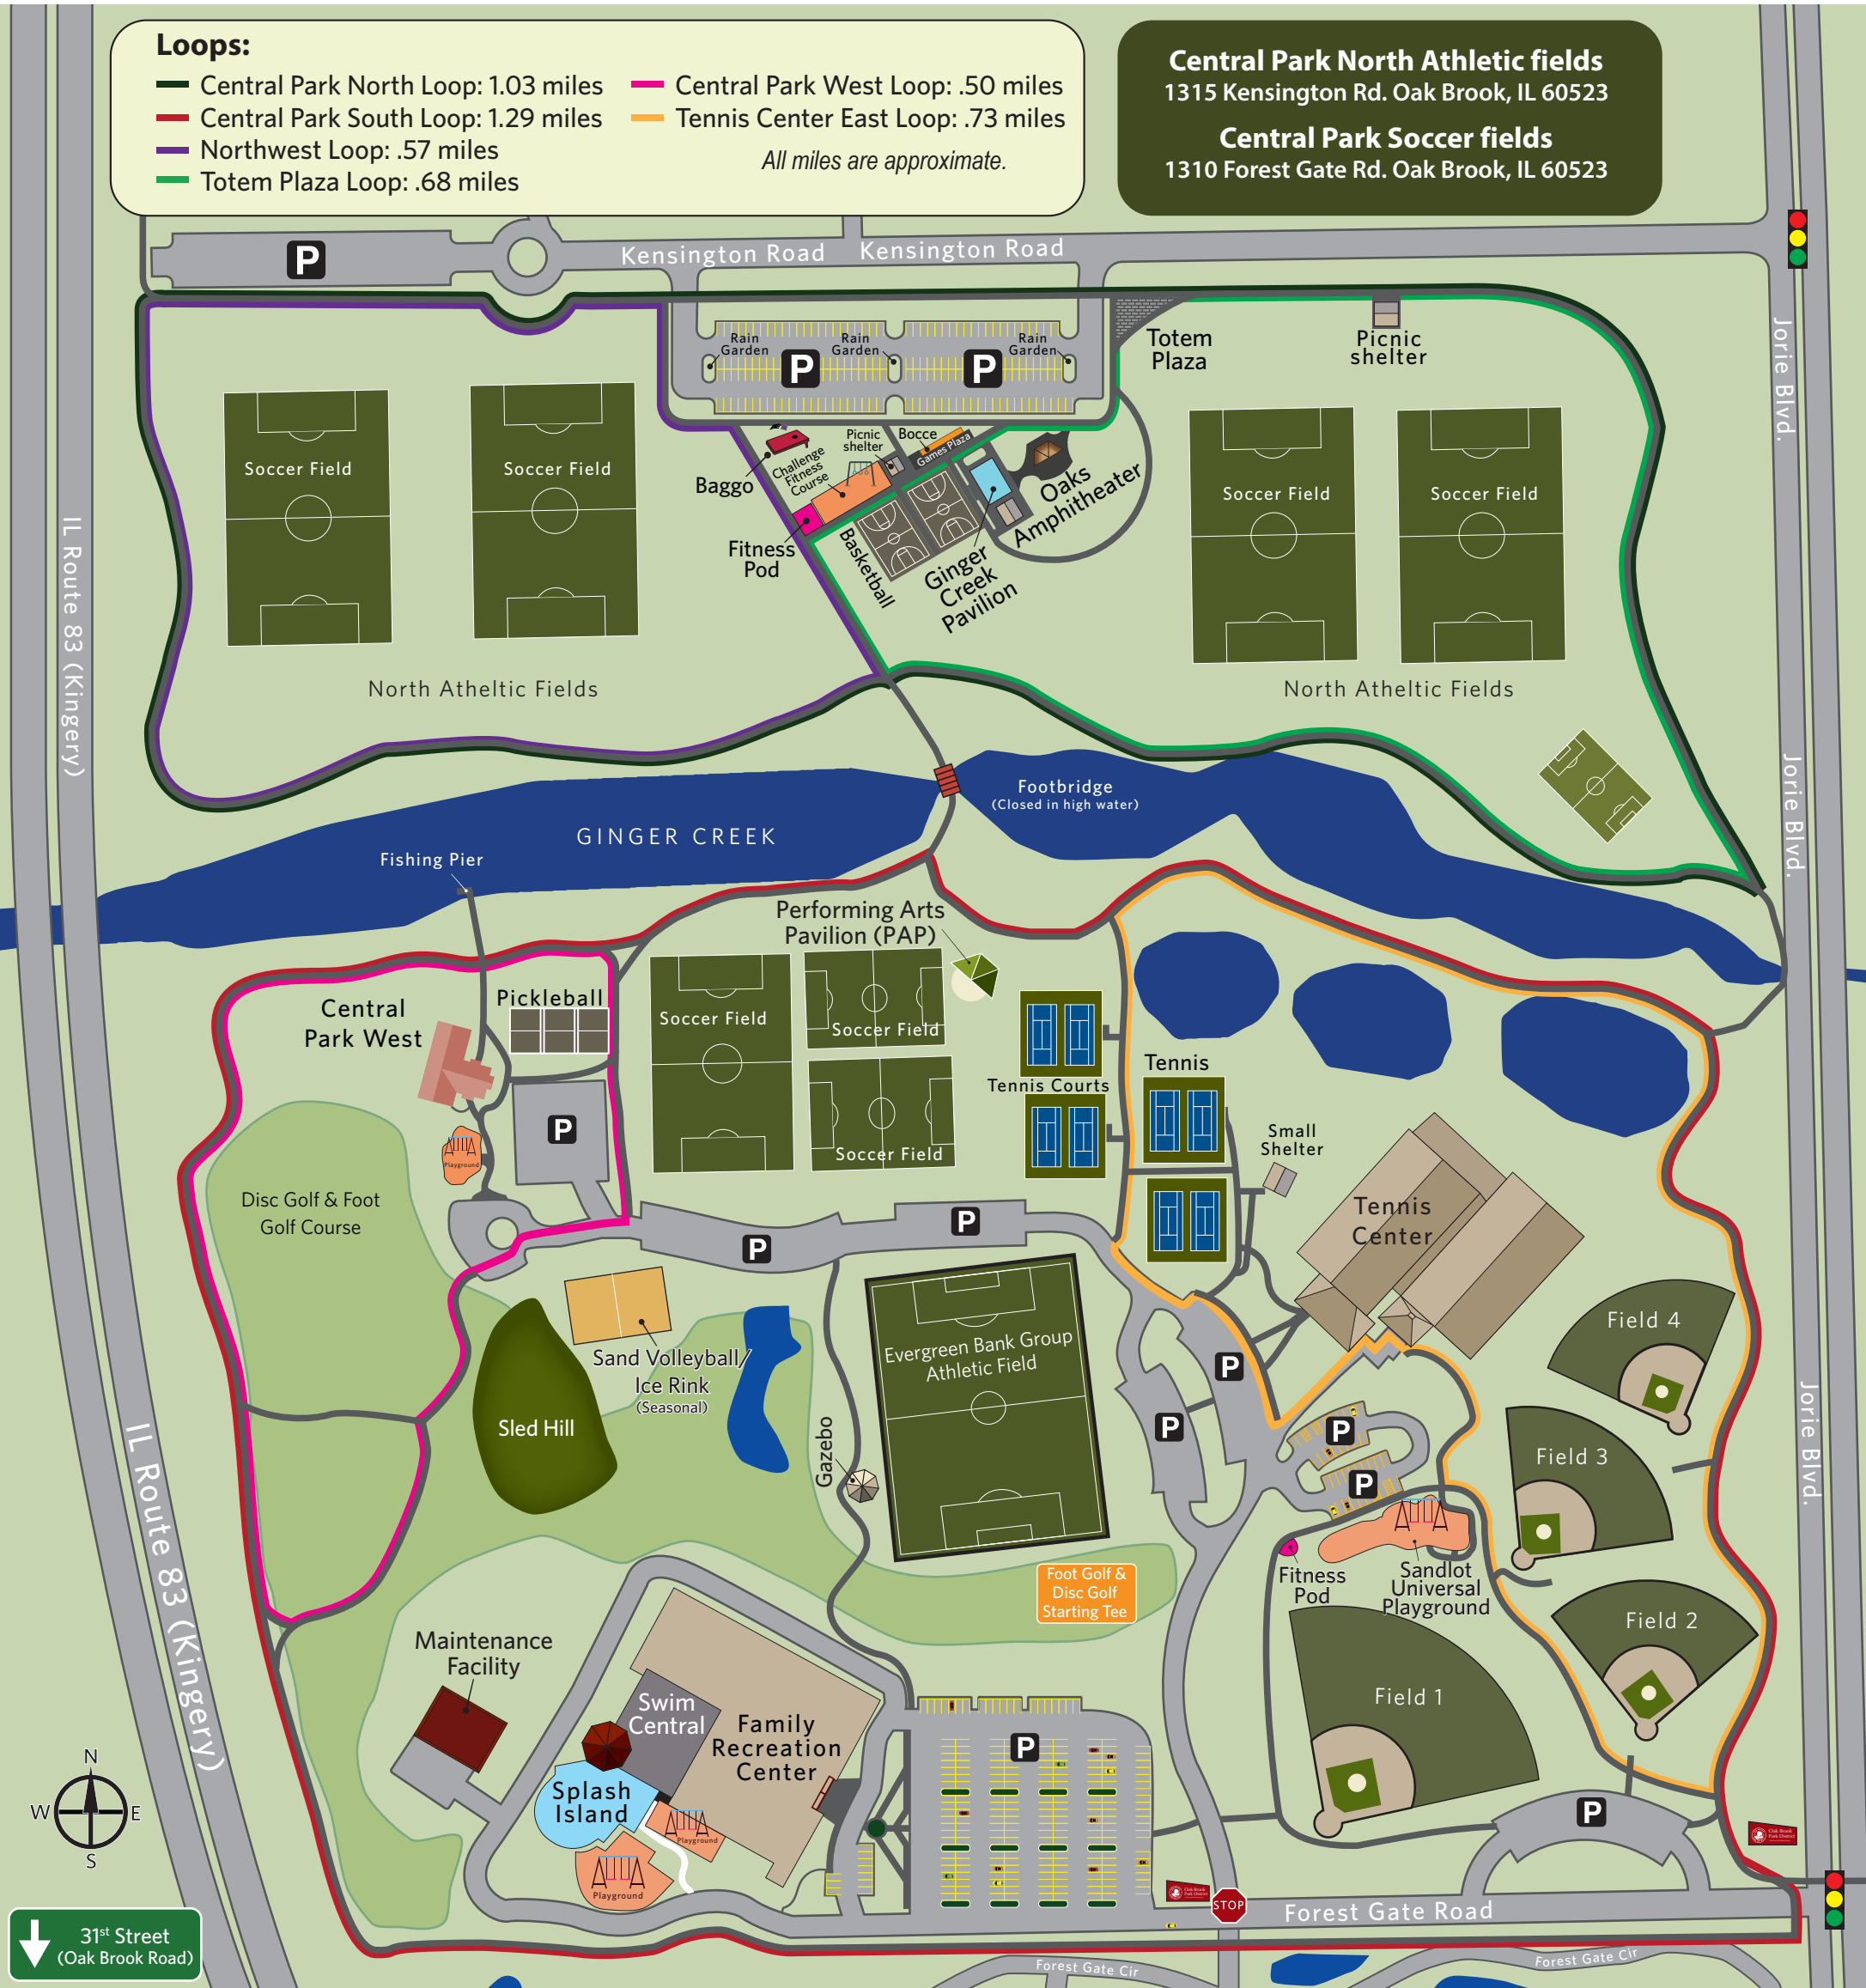 Loops:
Central Park North Loop: 1.03 miles
Central Park South Loop: 1.29 miles
Northwest Loop: .57 miles
Totem Plaza Loop: .68 miles
Central Park West Loop: .50 miles
Tennis Center East Loop: .73 miles
All miles are approximate.
Central Park North Athletic fields
1315 Kensington Rd. Oak Brook, IL 60523
Central Park Soccer fields
1310 Forest Gate Rd. Oak Brook, IL 60523
P
Kensington Road
Kensington Road
Rain
Garden
Rain
Garden
Rain
Garden
P
P
Totem
Plaza
Picnic
shelter
Jorie Blvd.
Soccer Field
Soccer Field
Baggo
Challenge
Fitness
Course
Picnic
shelter
Bocce
Games Plaza
Oaks
Amphitheater
Fitness
Pod
Basketball
Ginger
Creek
Pavilion
Soccer Field
Soccer Field
IL Route 83 (Kingery)
North Atheltic Fields
North Atheltic Fields
Jorie Blvd.
Footbridge
(Closed in high water)
GINGER CREEK
Fishing Pier
Performing Arts
Pavilion (PAP)
Central
Park West
Pickleball
Soccer Field
Soccer Field
Soccer Field
Tennis Courts
Tennis
Small
Shelter
P
Playground
Disc Golf & Foot
Golf Course
Tennis
Center
P
P
Sand Volleyball/
Ice Rink
(Seasonal)
Sled Hill
Evergreen Bank Group
Athletic Field
Gazebo
P
P
P
P
Field 4
Field 3
Jorie Blvd.
IL Route 83 (Kingery)
Foot Golf &
Disc Golf
Starting Tee
Fitness
Pod
Sandlot
Universal
Playground
Field 2
Field 1
Maintenance
Facility
Swim
Central
Family
Recreation
Center
Splash
Island
Playground
Playground
P
P
N
W
E
S
Oak Brook
Park District
Oak Brook
Park District
STOP
Forest Gate Road
31st Street
(Oak Brook Road)
Forest Gate Cir
Forest Gate Cir